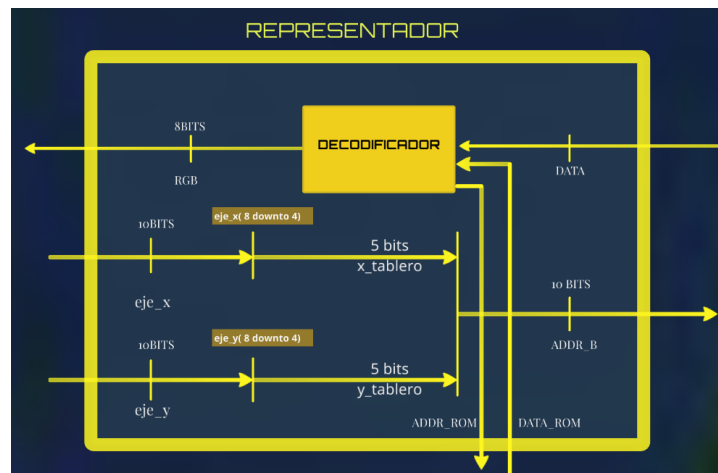 REPRESENTADOR
8BITS
RGB
DECODIFICADOR
DATA
10BITS
eje_x( 8 downto 4)
5 bits
x_tablero
eje_x
10 BITS
ADDR_B
10BITS
eje_y( 8 downto 4)
5 bits
y_tablero
eje_y
ADDR_ROM
DATA_ROM